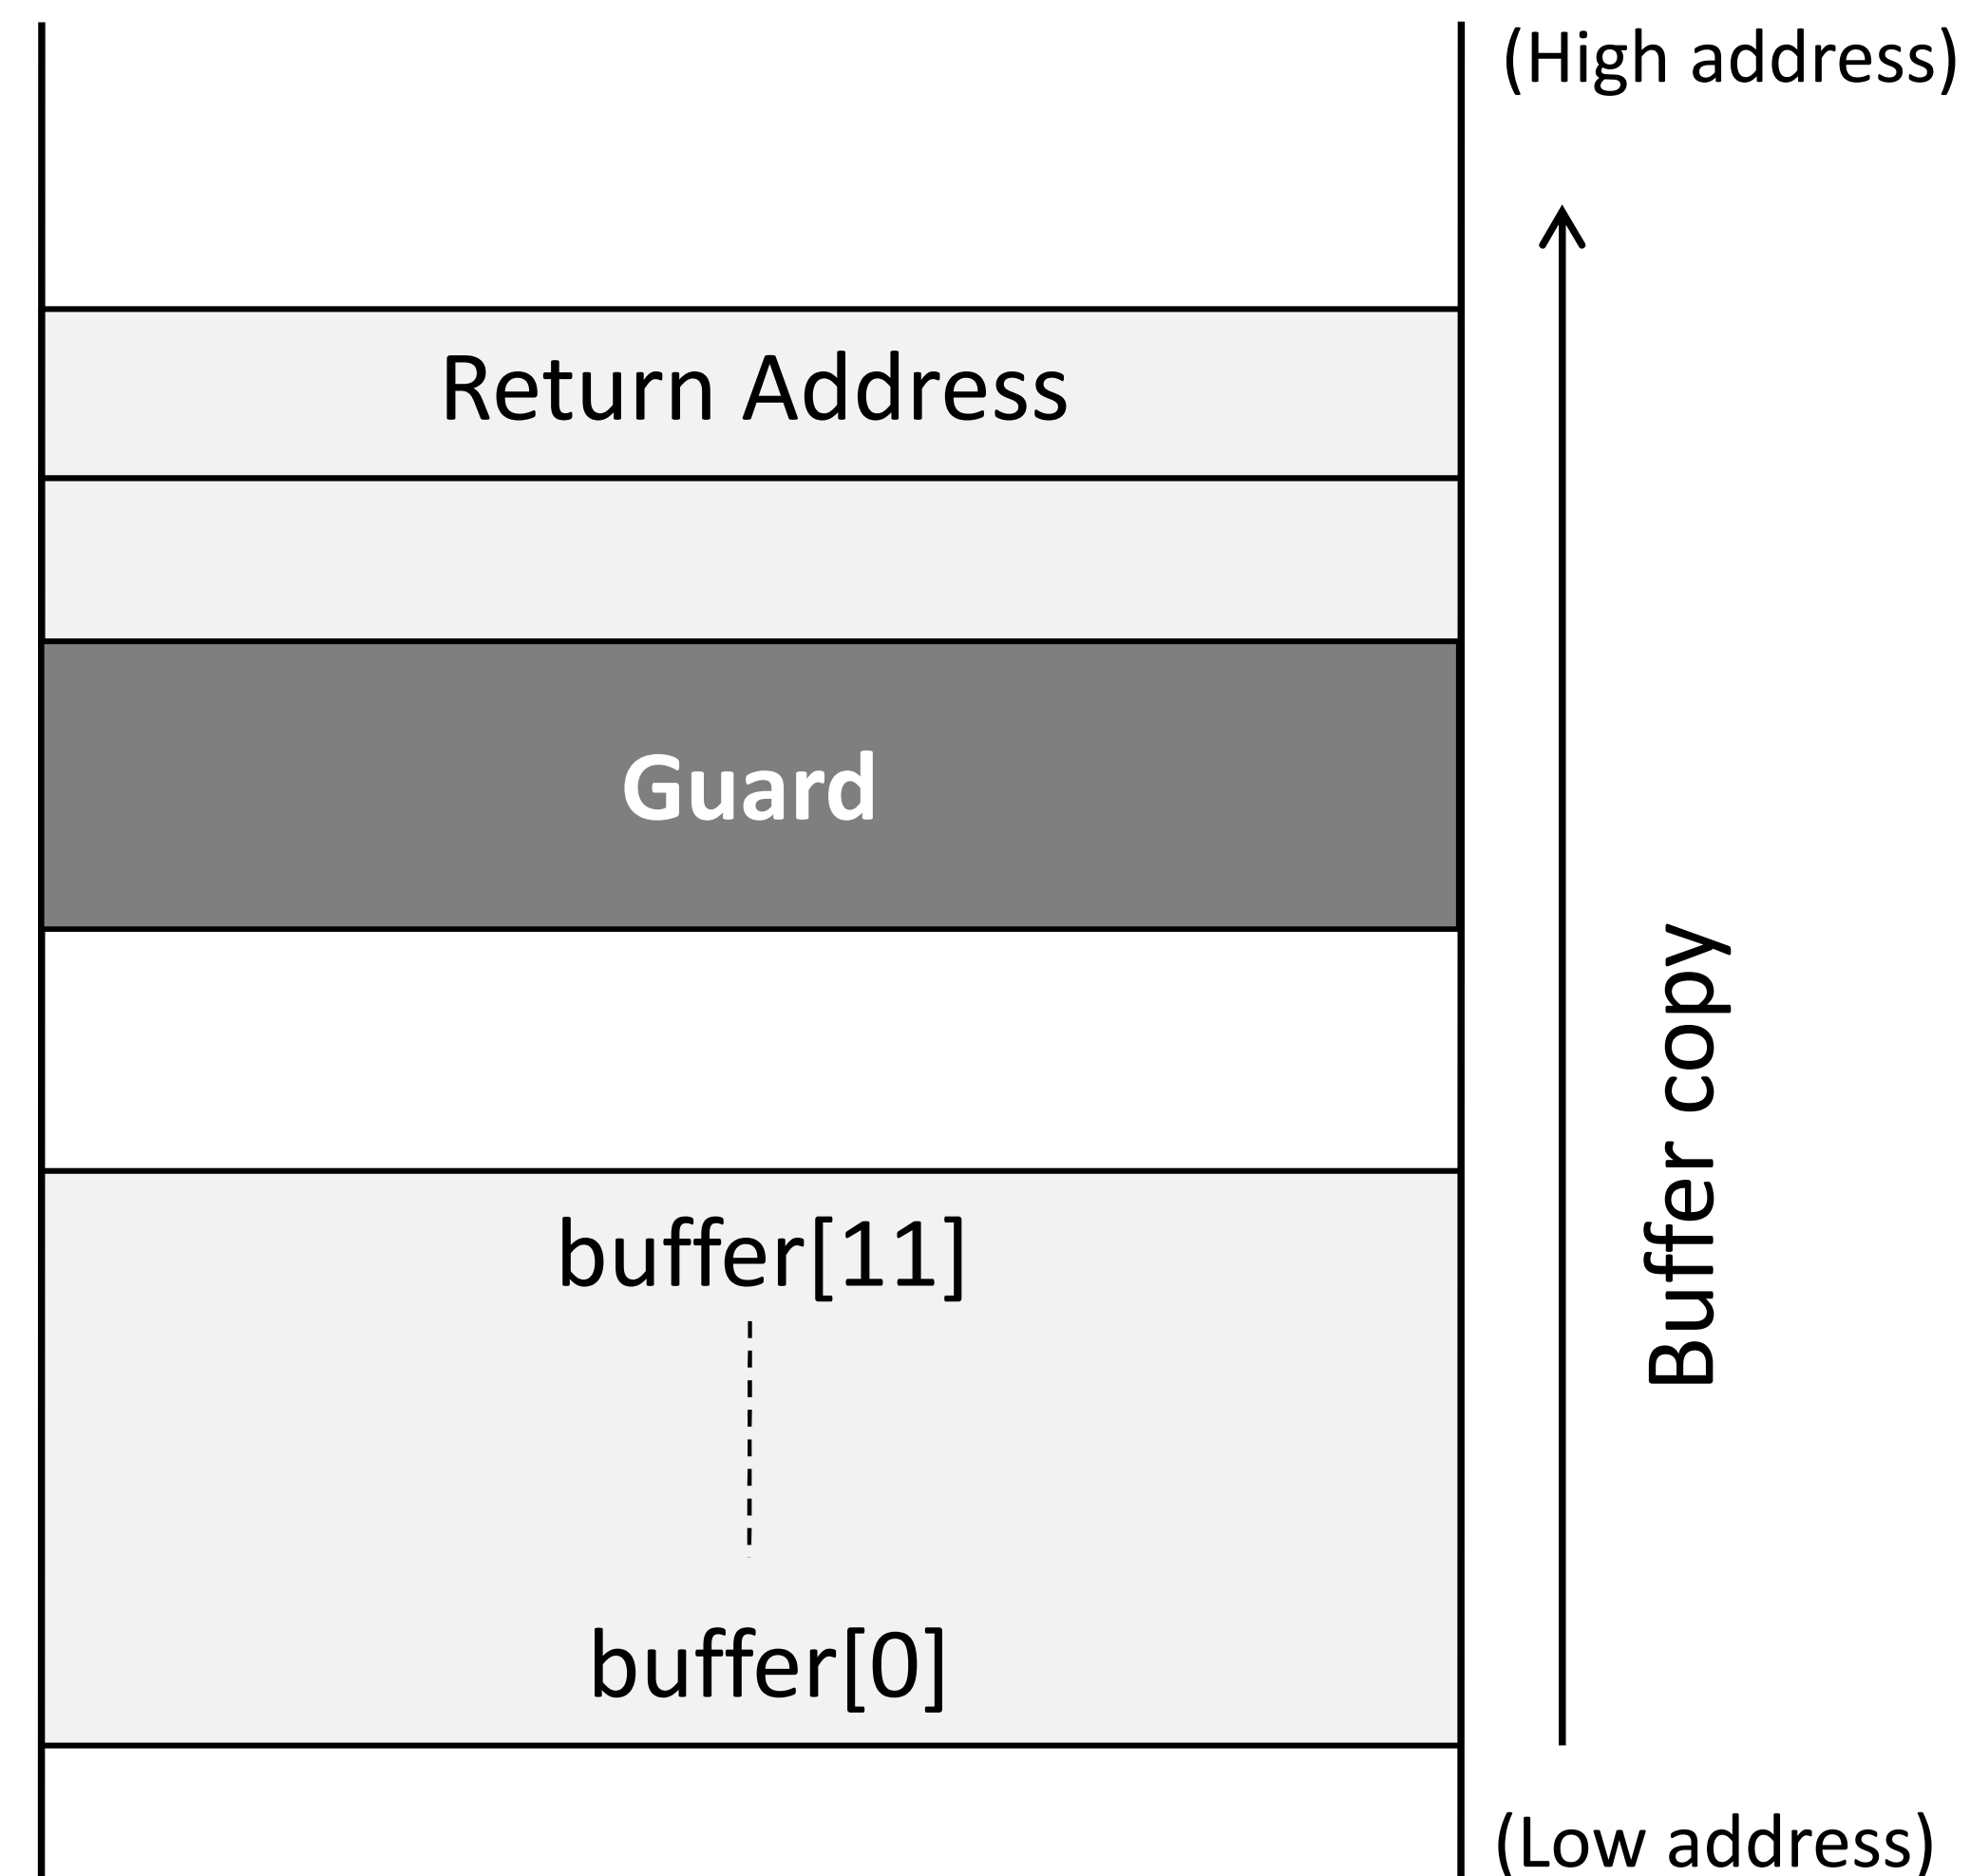 (High address)
Return Address
Guard
Buffer copy
buffer[11]
buffer[0]
(Low address)